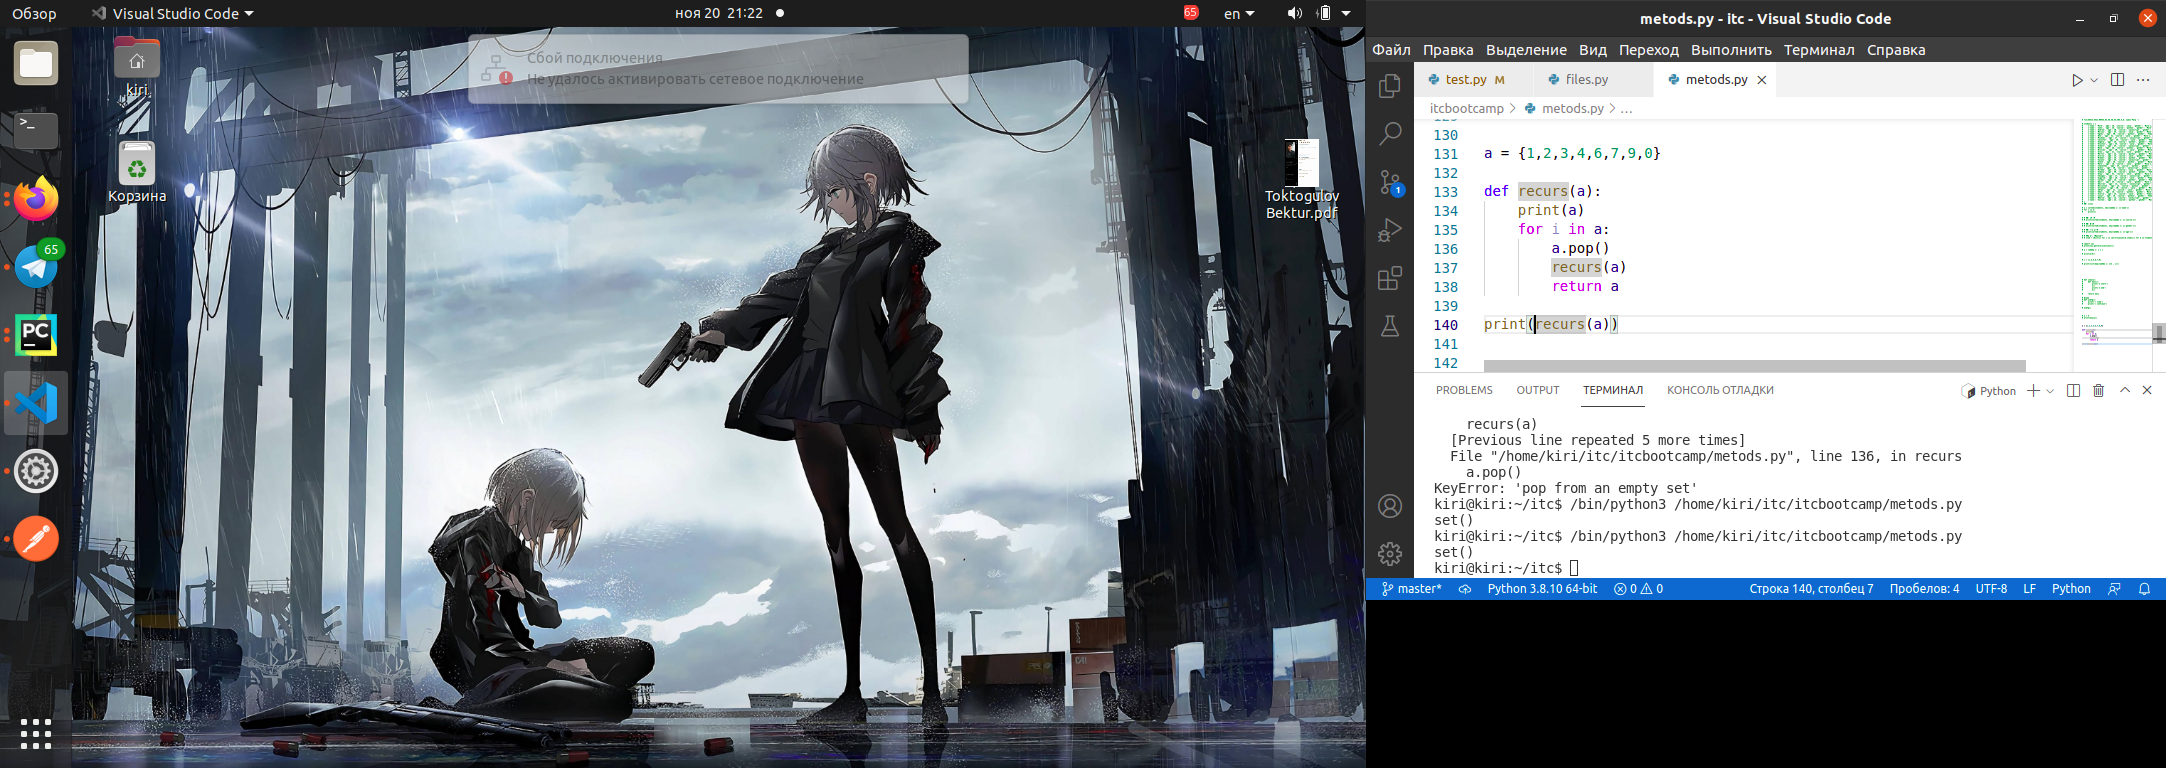 Обзор
Visual Studio Code
ноя 20 21:22
65
en
Сбой подключения
Не удалось активировать сетевое подключение
kiri
Корзина
65
PC
>_
Toktogulov
Bektur.pdf
metods.py - itc - Visual Studio Code
Файл Правка Выделение Вид Переход Выполнить Терминал Справка
test.py M files.py metods.py
itcbootcamp > metods.py > ...
129
130
131 a = {1,2,3,4,6,7,9,0}
132
133 def recurs(a):
134 print(a)
135 for i in a:
136 a.pop()
137 recurs(a)
138 return a
139
140 print(recurs(a))
141
142
1
PROBLEMS OUTPUT ТЕРМИНАЛ КОНСОЛЬ ОТЛАДКИ
Python
recurs(a)
[Previous line repeated 5 more times]
File "/home/kiri/itc/itcbootcamp/metods.py", line 136, in recurs
a.pop()
KeyError: 'pop from an empty set'
kiri@kiri:~/itc$ /bin/python3 /home/kiri/itc/itcbootcamp/metods.py
set()
kiri@kiri:~/itc$ /bin/python3 /home/kiri/itc/itcbootcamp/metods.py
set()
kiri@kiri:~/itc$
master* Python 3.8.10 64-bit 0 0 Строка 140, столбец 7 Пробелов: 4 UTF-8 LF Python